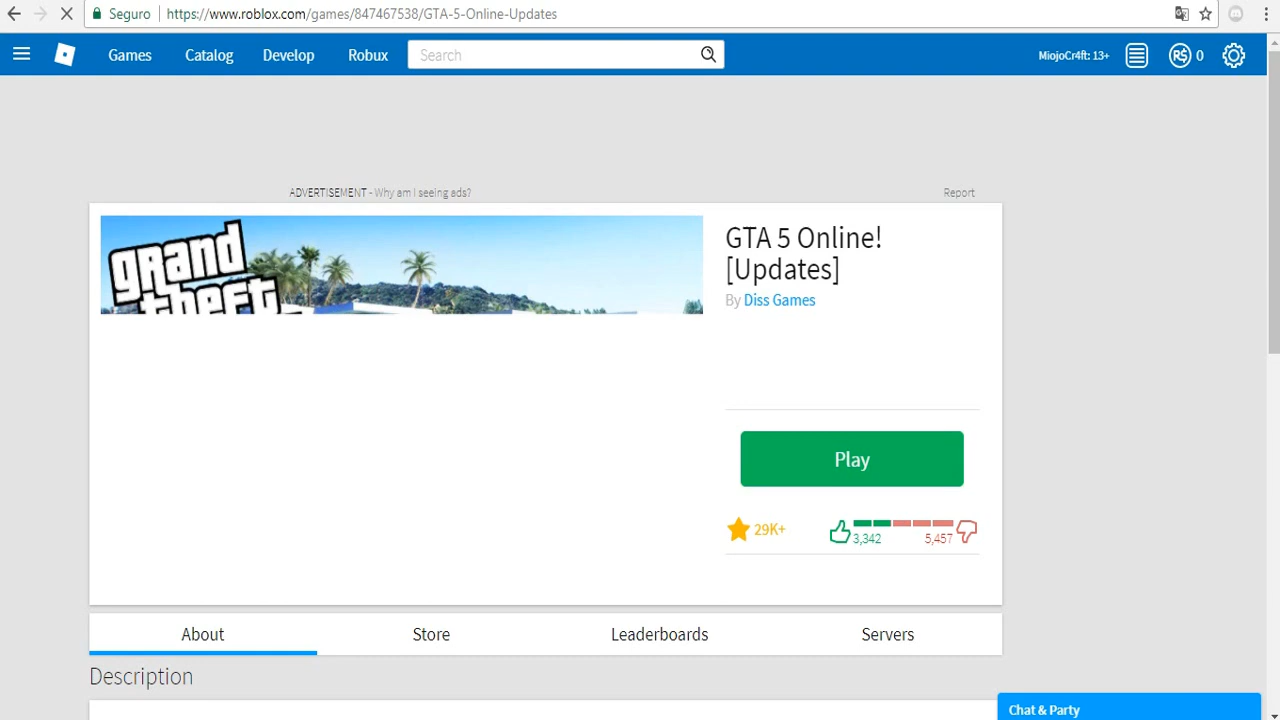 Seguro https://www.roblox.com/games/847467538/GTA-5-Online-Updates
Games Catalog Develop Robux Search MiojoCr4ft: 13+ R$ 0
ADVERTISEMENT - Why am I seeing ads? Report
grand
theft
GTA 5 Online!
[Updates]
By Diss Games
Play
29K+
3,342 5,457
About Store Leaderboards Servers
Description
Chat & Party